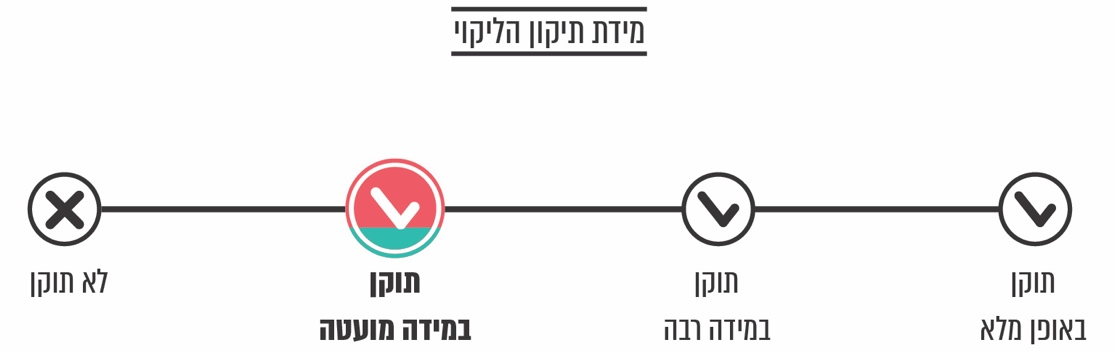 מידת תיקון הליקוי
תוקן
באופן מלא
תוקן
במידה רבה
תוקן
במידה מועטה
לא תוקן